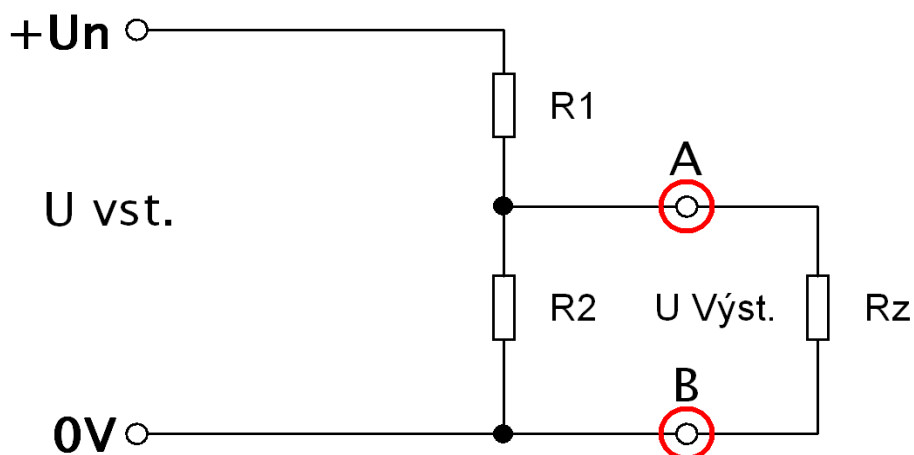 +Un
R1
A
U vst.
R2
U Výst.
Rz
B
0V